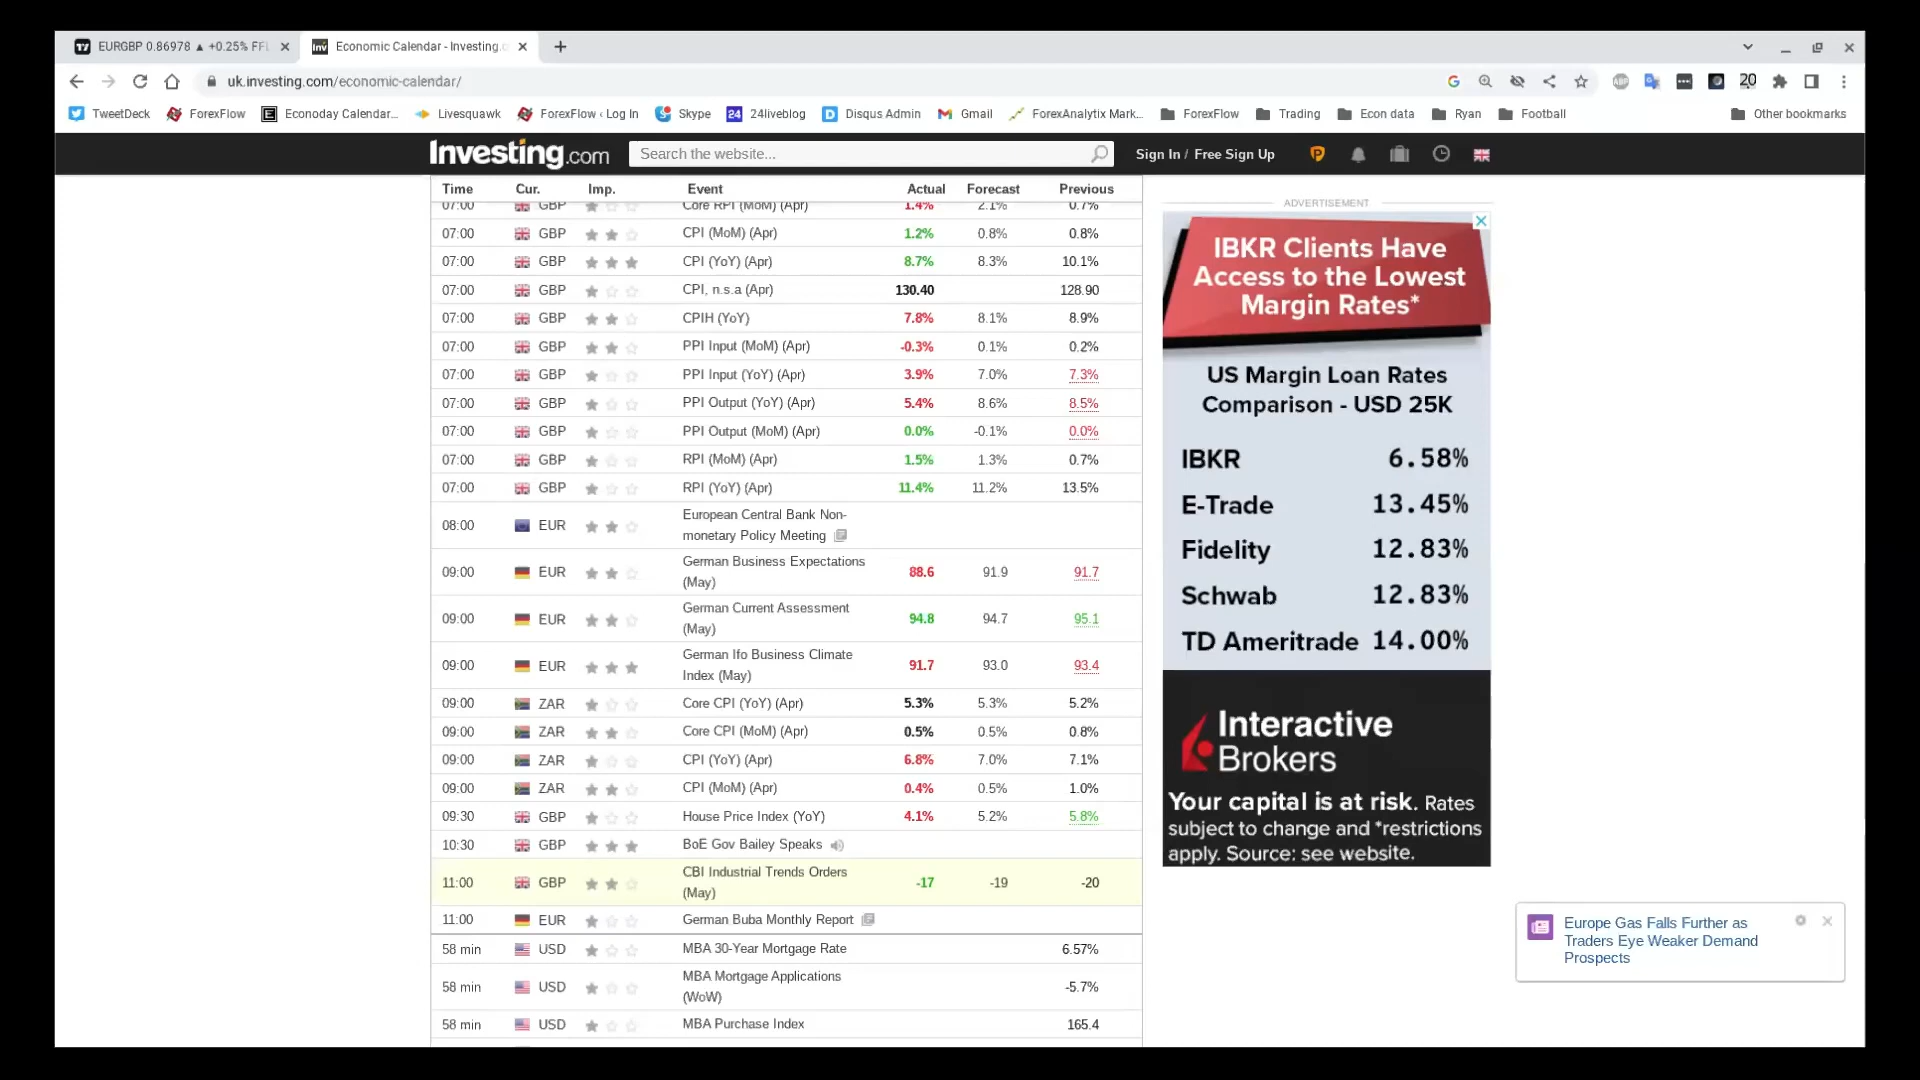 EURGBP 0.86978 ▲ +0.25% FFL
Economic Calendar - Investing.c
uk.investing.com/economic-calendar/
20
TweetDeck ForexFlow Econoday Calendar... Livesquawk ForexFlow ‹ Log In Skype 24 24liveblog Disqus Admin Gmail ForexAnalytix Mark... ForexFlow Trading Econ data Ryan Football Other bookmarks
Investing.com Search the website... Sign In / Free Sign Up
Time Cur. Imp. Event Actual Forecast Previous
07:00 GBP Core RPI (MoM) (Apr) 1.4% 2.1% 0.7%
07:00 GBP CPI (MoM) (Apr) 1.2% 0.8% 0.8%
07:00 GBP CPI (YoY) (Apr) 8.7% 8.3% 10.1%
07:00 GBP CPI, n.s.a (Apr) 130.40 128.90
07:00 GBP CPIH (YoY) 7.8% 8.1% 8.9%
07:00 GBP PPI Input (MoM) (Apr) -0.3% 0.1% 0.2%
07:00 GBP PPI Input (YoY) (Apr) 3.9% 7.0% 7.3%
07:00 GBP PPI Output (YoY) (Apr) 5.4% 8.6% 8.5%
07:00 GBP PPI Output (MoM) (Apr) 0.0% -0.1% 0.0%
07:00 GBP RPI (MoM) (Apr) 1.5% 1.3% 0.7%
07:00 GBP RPI (YoY) (Apr) 11.4% 11.2% 13.5%
08:00 EUR European Central Bank Non-
monetary Policy Meeting
09:00 EUR German Business Expectations
(May) 88.6 91.9 91.7
09:00 EUR German Current Assessment
(May) 94.8 94.7 95.1
09:00 EUR German Ifo Business Climate
Index (May) 91.7 93.0 93.4
09:00 ZAR Core CPI (YoY) (Apr) 5.3% 5.3% 5.2%
09:00 ZAR Core CPI (MoM) (Apr) 0.5% 0.5% 0.8%
09:00 ZAR CPI (YoY) (Apr) 6.8% 7.0% 7.1%
09:00 ZAR CPI (MoM) (Apr) 0.4% 0.5% 1.0%
09:30 GBP House Price Index (YoY) 4.1% 5.2% 5.8%
10:30 GBP BoE Gov Bailey Speaks
11:00 GBP CBI Industrial Trends Orders
(May) -17 -19 -20
11:00 EUR German Buba Monthly Report
58 min USD MBA 30-Year Mortgage Rate 6.57%
58 min USD MBA Mortgage Applications
(WoW) -5.7%
58 min USD MBA Purchase Index 165.4
ADVERTISEMENT
IBKR Clients Have
Access to the Lowest
Margin Rates*
US Margin Loan Rates
Comparison - USD 25K
IBKR 6.58%
E-Trade 13.45%
Fidelity 12.83%
Schwab 12.83%
TD Ameritrade 14.00%
Interactive
Brokers
Your capital is at risk. Rates
subject to change and *restrictions
apply. Source: see website.
Europe Gas Falls Further as
Traders Eye Weaker Demand
Prospects